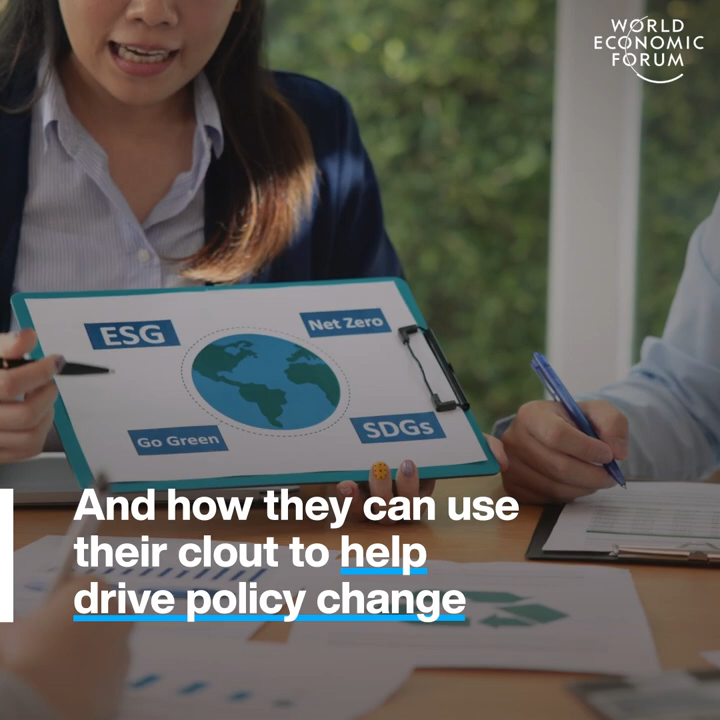 WORLD
ECONOMIC
FORUM
ESG
Net Zero
Go Green
SDGs
And how they can use
their clout to help
drive policy change